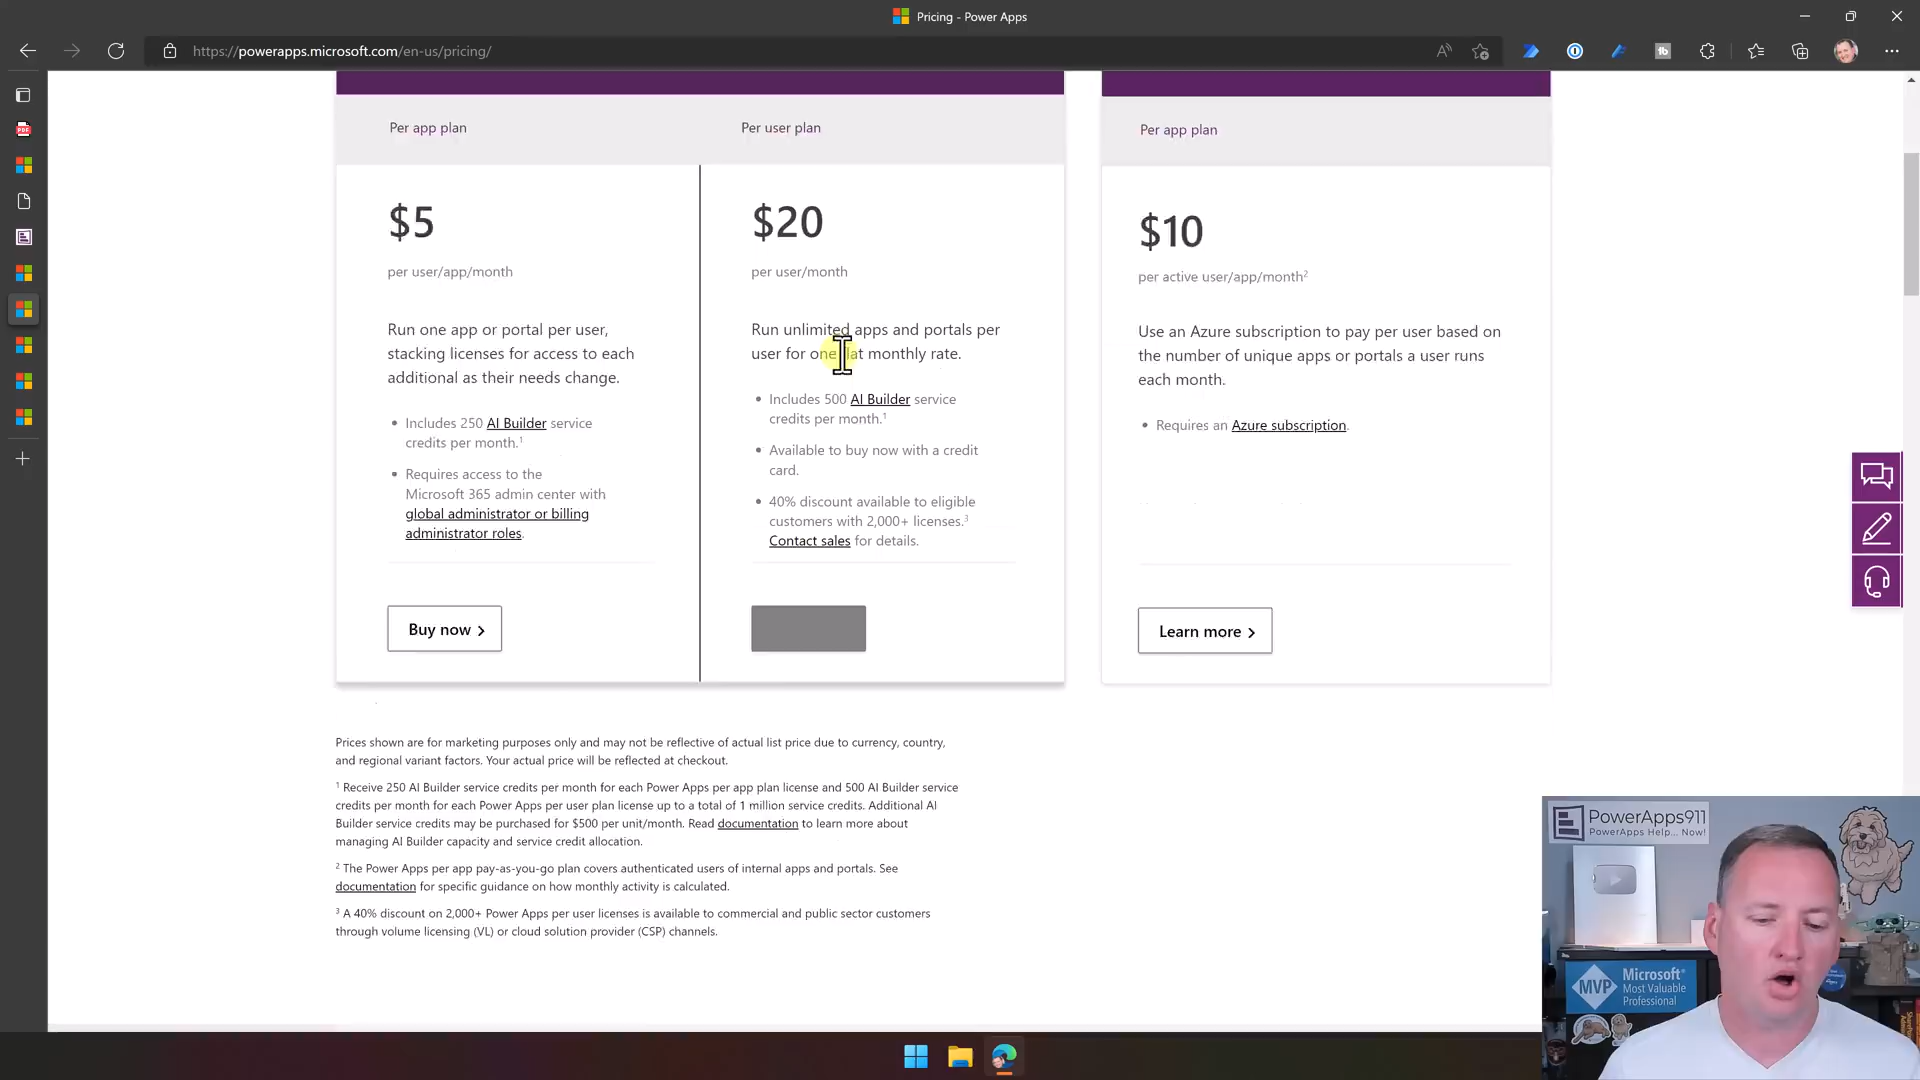 Pricing - Power Apps
https://powerapps.microsoft.com/en-us/pricing/
Per app plan
Per user plan
Per app plan
$5
per user/app/month
Run one app or portal per user,
stacking licenses for access to each
additional as their needs change.
Includes 250 AI Builder service
credits per month.1
Requires access to the
Microsoft 365 admin center with
global administrator or billing
administrator roles.
Buy now
$20
per user/month
Run unlimited apps and portals per
user for one flat monthly rate.
Includes 500 AI Builder service
credits per month.1
Available to buy now with a credit
card.
40% discount available to eligible
customers with 2,000+ licenses.3
Contact sales for details.
$10
per active user/app/month2
Use an Azure subscription to pay per user based on
the number of unique apps or portals a user runs
each month.
Requires an Azure subscription.
Learn more
Prices shown are for marketing purposes only and may not be reflective of actual list price due to currency, country,
and regional variant factors. Your actual price will be reflected at checkout.
1 Receive 250 AI Builder service credits per month for each Power Apps per app plan license and 500 AI Builder service
credits per month for each Power Apps per user plan license up to a total of 1 million service credits. Additional AI
Builder service credits may be purchased for $500 per unit/month. Read documentation to learn more about
managing AI Builder capacity and service credit allocation.
2 The Power Apps per app pay-as-you-go plan covers authenticated users of internal apps and portals. See
documentation for specific guidance on how monthly activity is calculated.
3 A 40% discount on 2,000+ Power Apps per user licenses is available to commercial and public sector customers
through volume licensing (VL) or cloud solution provider (CSP) channels.
PowerApps911
PowerApps Help... Now!
MVP
Microsoft®
Most Valuable
Professional
PDF